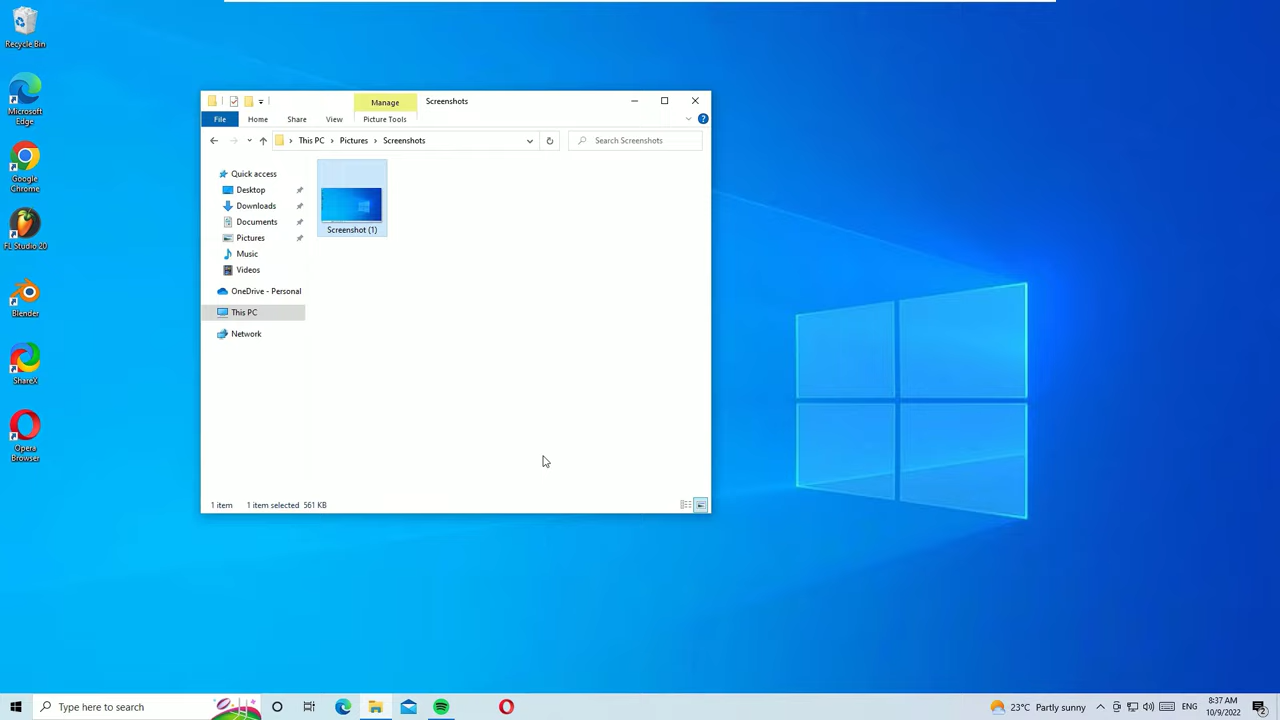 Recycle Bin
Microsoft
Edge
Google
Chrome
FL Studio 20
Blender
ShareX
Opera
Browser
Manage
Screenshots
File
Home
Share
View
Picture Tools
This PC
Pictures
Screenshots
Search Screenshots
Quick access
Desktop
Downloads
Documents
Pictures
Music
Videos
OneDrive - Personal
This PC
Network
Screenshot (1)
1 item
1 item selected 561 KB
Type here to search
23°C Partly sunny
ENG
8:37 AM
10/9/2022
2